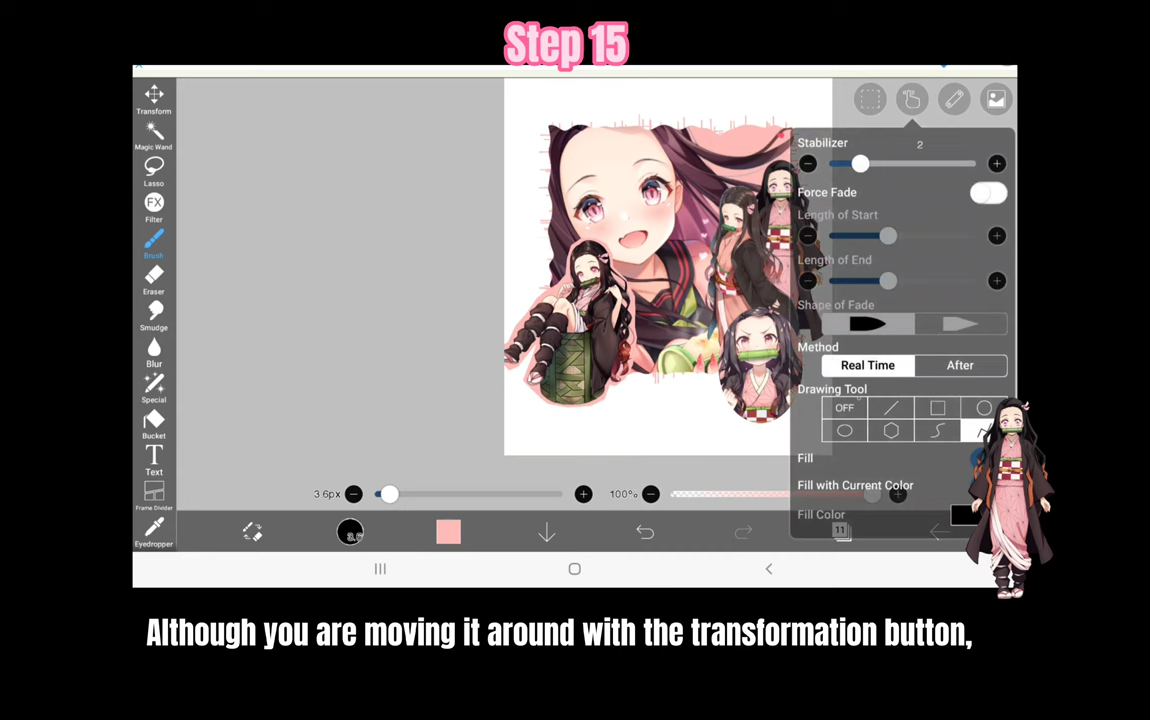 Step 15
Transform
Magic Wand
Lasso
FX
Filter
Brush
Eraser
Smudge
Blur
Special
Bucket
T
Text
Frame Divider
Eyedropper
Stabilizer
2
Force Fade
Length of Start
Length of End
Shape of Fade
Method
Real Time After
Drawing Tool
OFF
Fill
Fill with Current Color
Fill Color
3.6px
100%
11
Although you are moving it around with the transformation button,